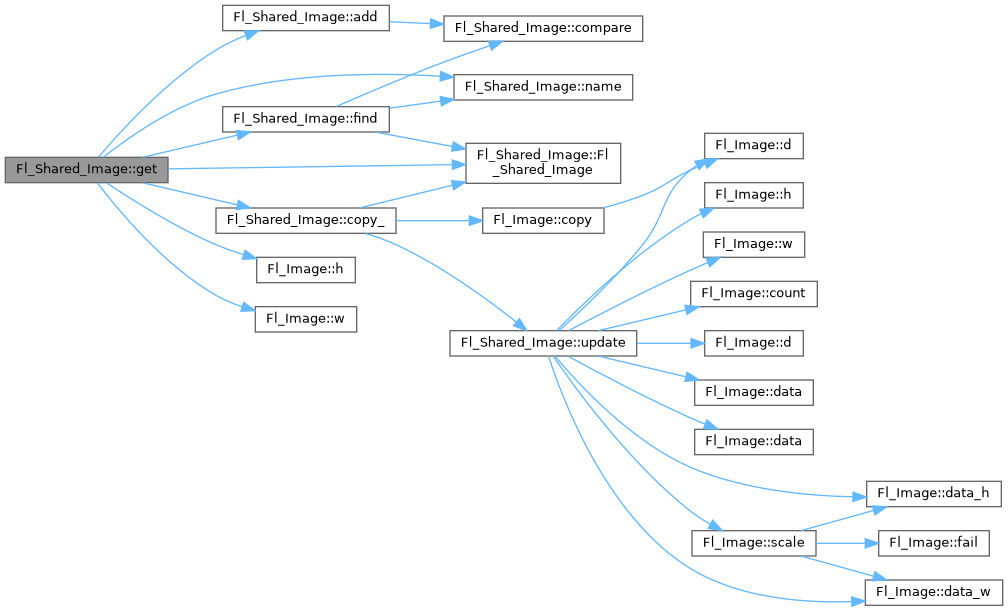 Fl_Shared_Image::add
Fl_Shared_Image::compare
Fl_Shared_Image::name
Fl_Shared_Image::find
Fl_Image::d
Fl_Shared_Image::Fl
_Shared_Image
Fl_Shared_Image::get
Fl_Image::h
Fl_Shared_Image::copy_
Fl_Image::copy
Fl_Image::w
Fl_Image::h
Fl_Image::count
Fl_Image::w
Fl_Shared_Image::update
Fl_Image::d
Fl_Image::data
Fl_Image::data
Fl_Image::data_h
Fl_Image::scale
Fl_Image::fail
Fl_Image::data_w